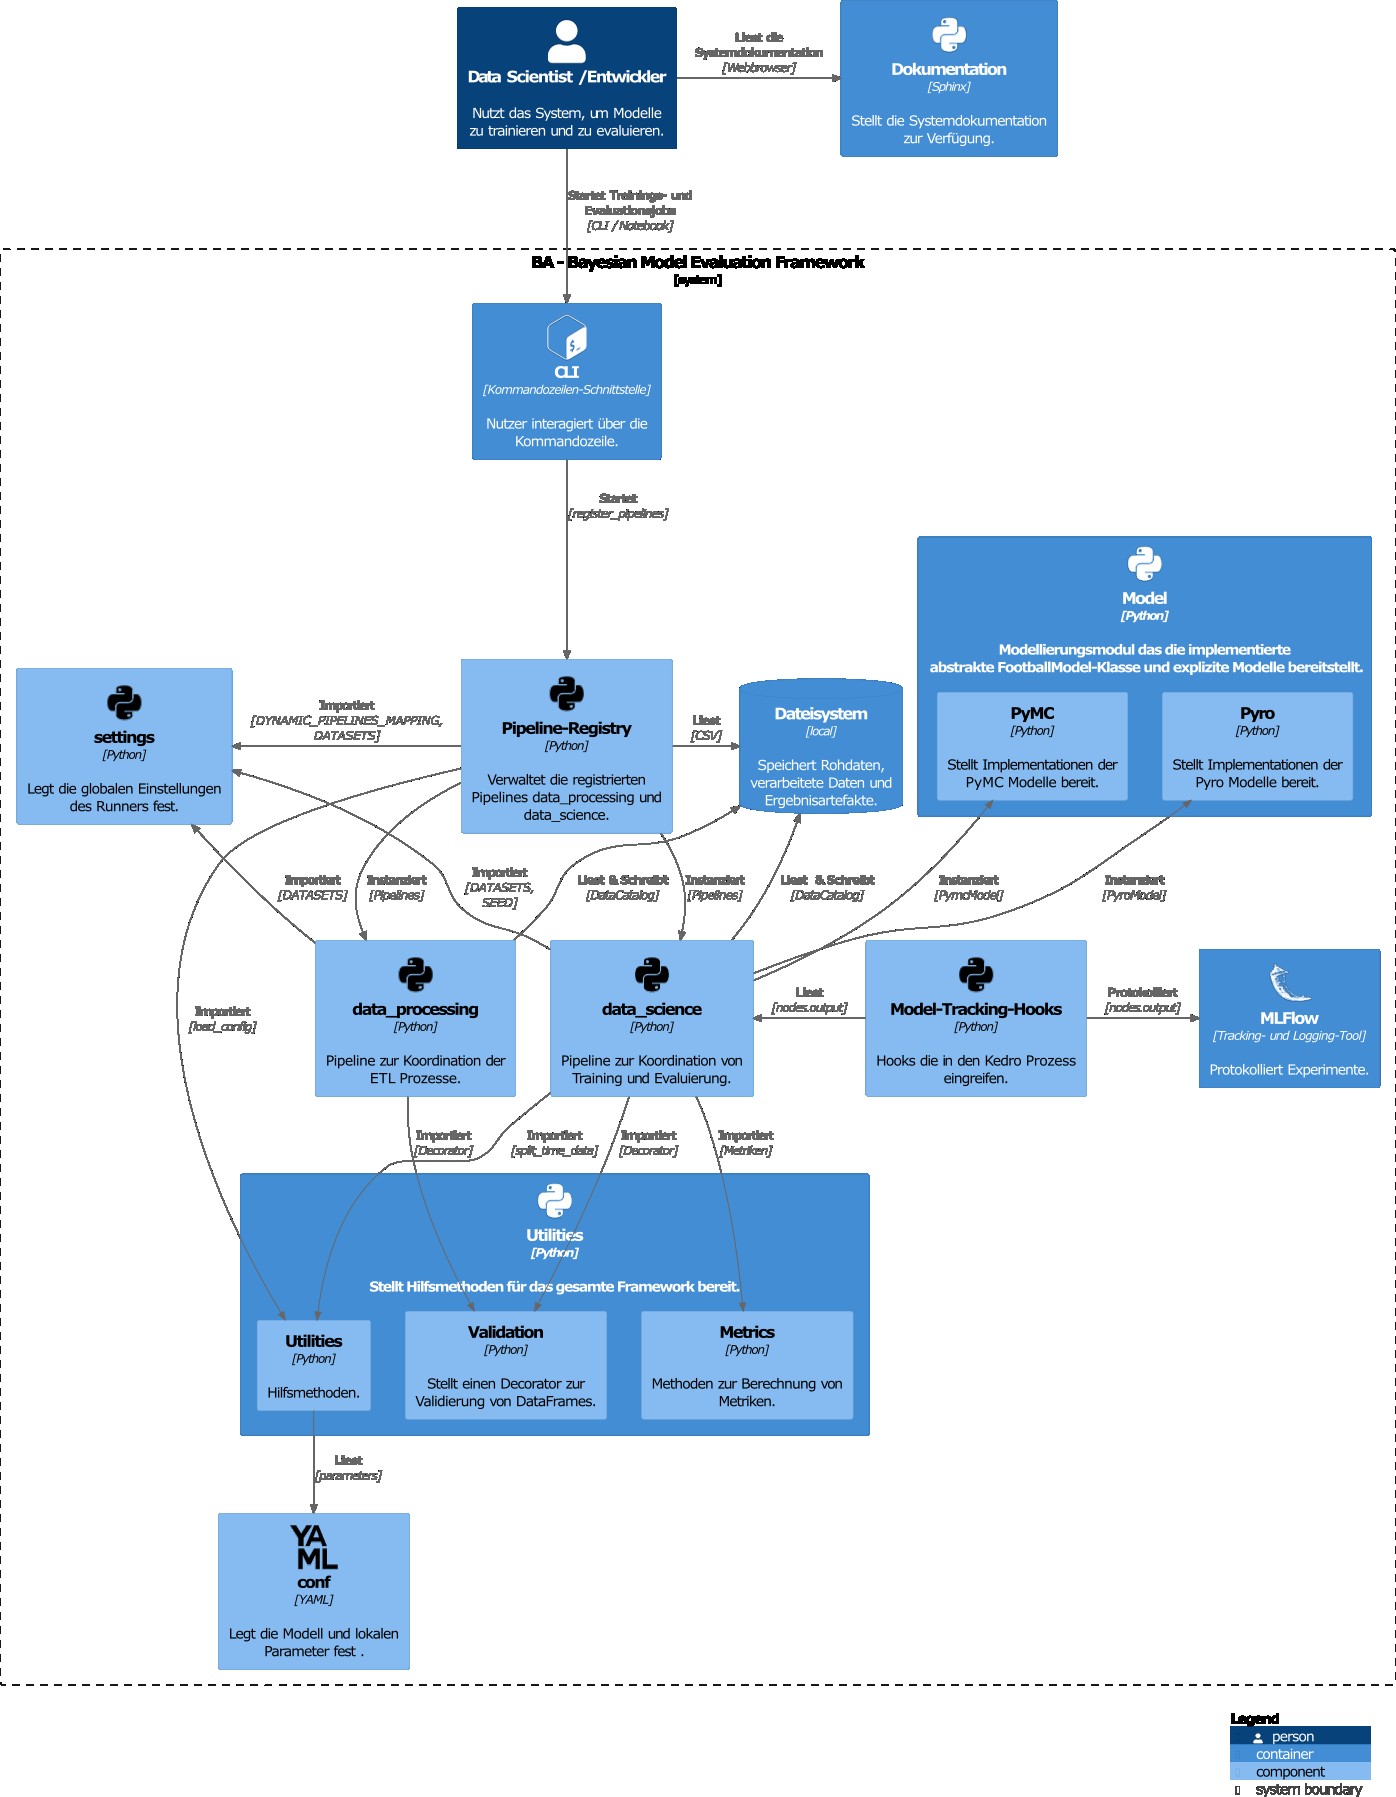 Data Scientist /Entwickler
Nutzt das System, um Modelle
zu trainieren und zu evaluieren.
Liest die
Systemdokumentation
[Webbrowser]
Dokumentation
[Sphinx]
Stellt die Systemdokumentation
zur Verfügung.
Startet Trainings- und
Evaluationsjobs
[CLI / Notebook]
BA - Bayesian Model Evaluation Framework
[system]
$_
CLI
[Kommandozeilen-Schnittstelle]
Nutzer interagiert über die
Kommandozeile.
Startet
[register_pipelines]
Model
[Python]
Modellierungsmodul das die implementierte
abstrakte FootballModel-Klasse und explizite Modelle bereitstellt.
PyMC
[Python]
Stellt Implementationen der
PyMC Modelle bereit.
Pyro
[Python]
Stellt Implementationen der
Pyro Modelle bereit.
settings
[Python]
Legt die globalen Einstellungen
des Runners fest.
Importiert
[DYNAMIC_PIPELINES_MAPPING,
DATASETS]
Pipeline-Registry
[Python]
Verwaltet die registrierten
Pipelines data_processing und
data_science.
Liest
[CSV]
Dateisystem
[local]
Speichert Rohdaten,
verarbeitete Daten und
Ergebnisartefakte.
Importiert
[DATASETS]
Instanziert
[Pipelines]
Importiert
[DATASETS,
SEED]
Liest & Schreibt
[DataCatalog]
Instanziert
[Pipelines]
Liest & Schreibt
[DataCatalog]
Instanziert
[PymcModel]
Instanziert
[PyroModel]
Importiert
[load_config]
data_processing
[Python]
Pipeline zur Koordination der
ETL Prozesse.
data_science
[Python]
Pipeline zur Koordination von
Training und Evaluierung.
Liest
[nodes.output]
Model-Tracking-Hooks
[Python]
Hooks die in den Kedro Prozess
eingreifen.
Protokolliert
[nodes.output]
MLFlow
[Tracking- und Logging-Tool]
Protokolliert Experimente.
Importiert
[Decorator]
Importiert
[split_time_data]
Importiert
[Decorator]
Importiert
[Metriken]
Utilities
[Python]
Stellt Hilfsmethoden für das gesamte Framework bereit.
Utilities
[Python]
Hilfsmethoden.
Validation
[Python]
Stellt einen Decorator zur
Validierung von DataFrames.
Metrics
[Python]
Methoden zur Berechnung von
Metriken.
Liest
[parameters]
YA
ML
conf
[YAML]
Legt die Modell und lokalen
Parameter fest .
Legend
person
container
component
system boundary